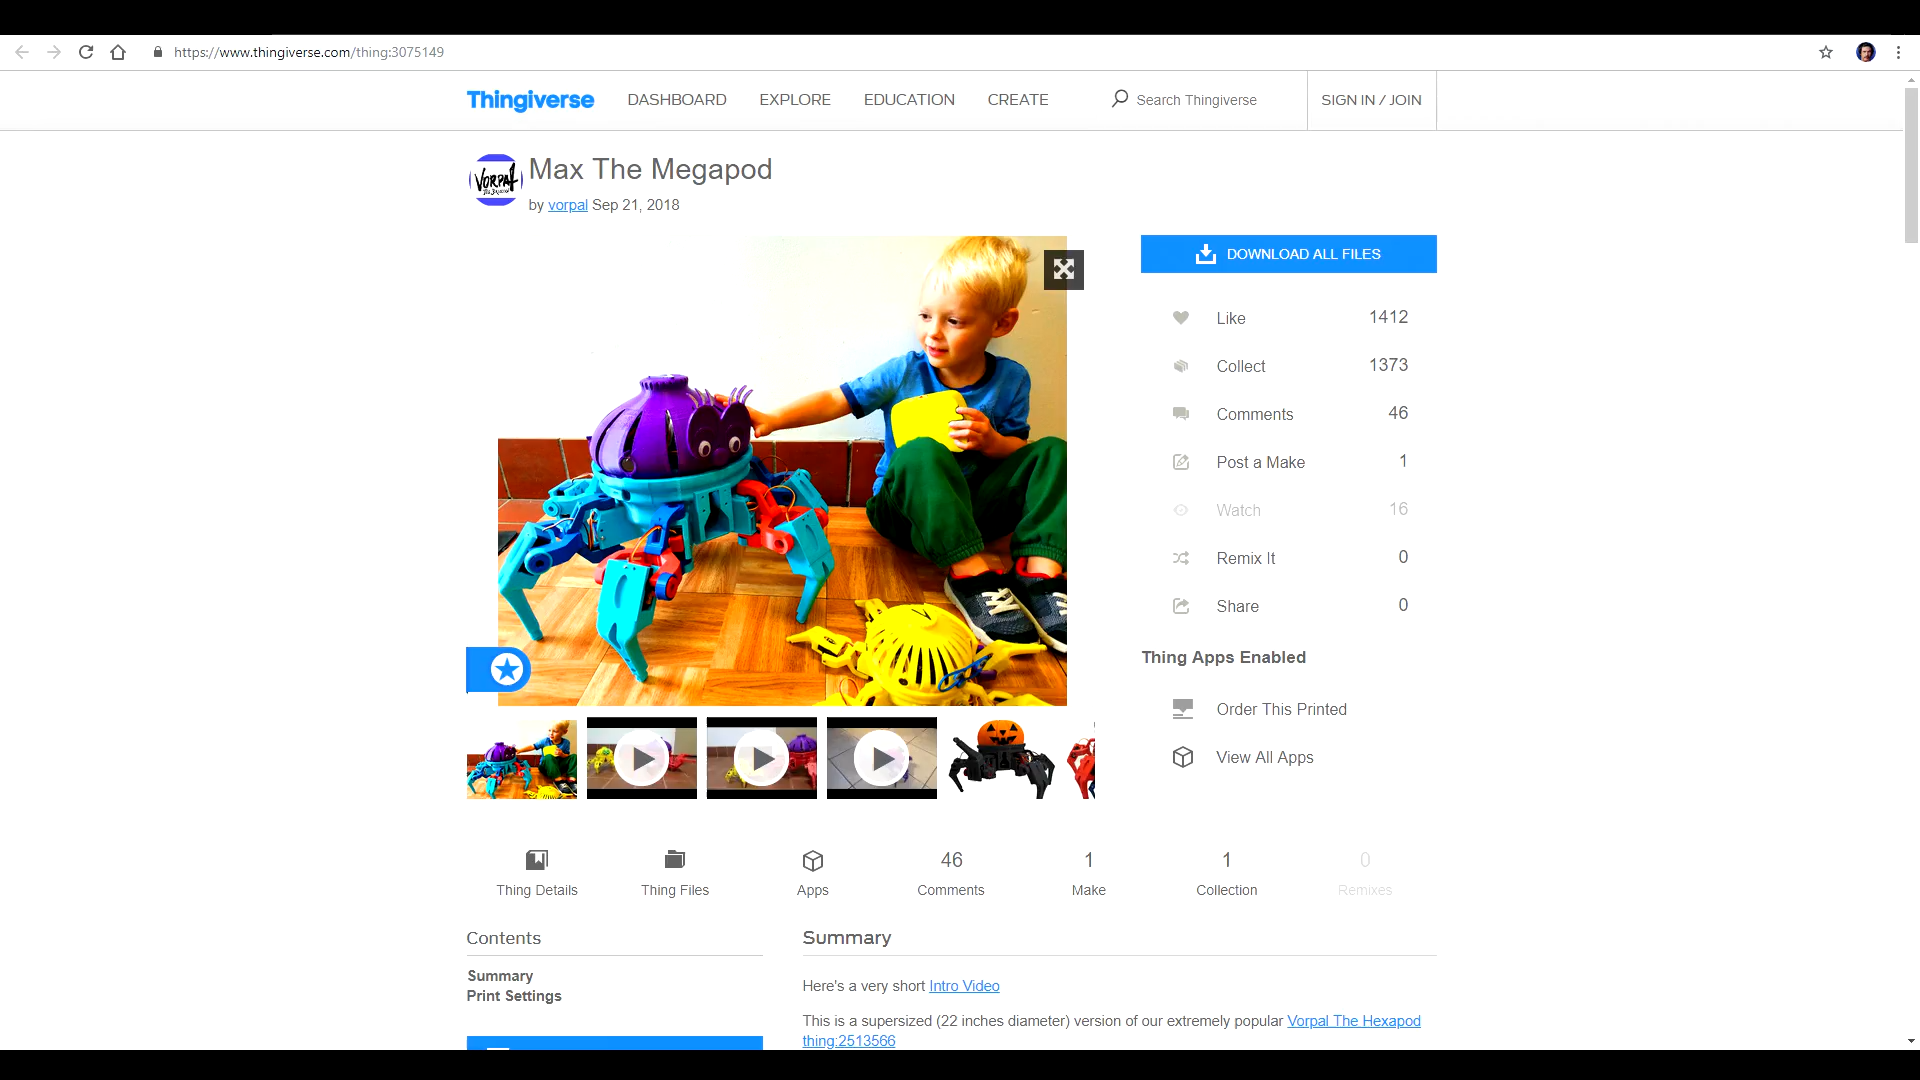 https://www.thingiverse.com/thing:3075149
Thingiverse DASHBOARD EXPLORE EDUCATION CREATE Search Thingiverse SIGN IN / JOIN
VORPAL
Max The Megapod
by vorpal Sep 21, 2018
DOWNLOAD ALL FILES
Like 1412
Collect 1373
Comments 46
Post a Make 1
Watch 16
Remix It 0
Share 0
Thing Apps Enabled
Order This Printed
View All Apps
46 1 1 0
Thing Details Thing Files Apps Comments Make Collection Remixes
Contents
Summary
Print Settings
Summary
Here's a very short Intro Video
This is a supersized (22 inches diameter) version of our extremely popular Vorpal The Hexapod
thing:2513566